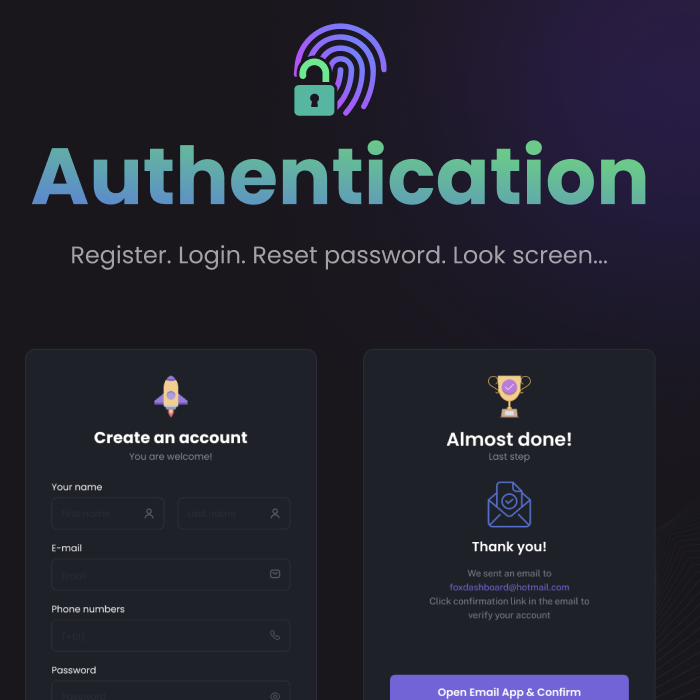 Authentication
Register. Login. Reset password. Look screen...
Create an account
You are welcome!
Your name
First name
Last name
E-mail
Email
Phone numbers
Password
Password
Almost done!
Last step
Thank you!
We sent an email to
foxdashboard@hotmail.com
Click confirmation link in the email to
verify your account
Open Email App & Confirm